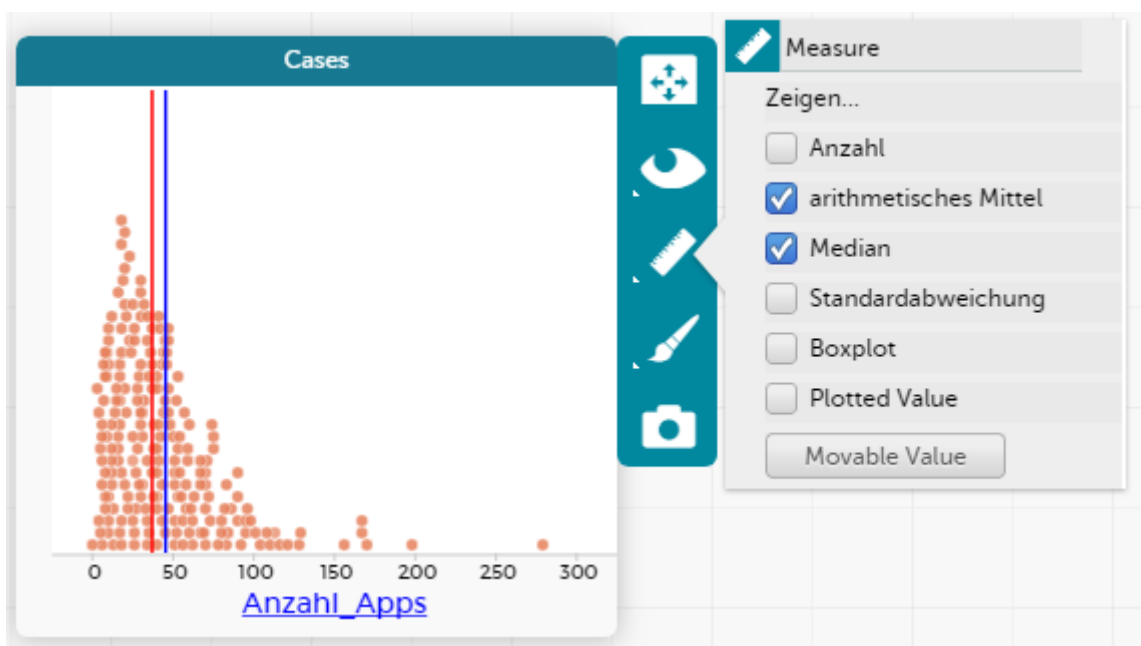 Cases
0 50 100 150 200 250 300
Anzahl_Apps
Measure
Zeigen...
Anzahl
arithmetisches Mittel
Median
Standardabweichung
Boxplot
Plotted Value
Movable Value